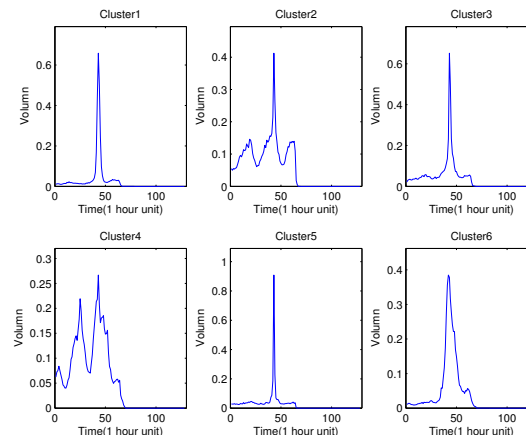 Cluster1
Cluster2
Cluster3
0.6
0.4
0.2
0
Volumn
0 50 100
Time(1 hour unit)
0.4
0.3
0.2
0.1
0
Volumn
0 50 100
Time(1 hour unit)
0.6
0.4
0.2
0
Volumn
0 50 100
Time(1 hour unit)
Cluster4
Cluster5
Cluster6
0.3
0.25
0.2
0.15
0.1
0.05
0
Volumn
0 50 100
Time(1 hour unit)
1
0.8
0.6
0.4
0.2
0
Volumn
0 50 100
Time(1 hour unit)
0.4
0.3
0.2
0.1
0
Volumn
0 50 100
Time(1 hour unit)